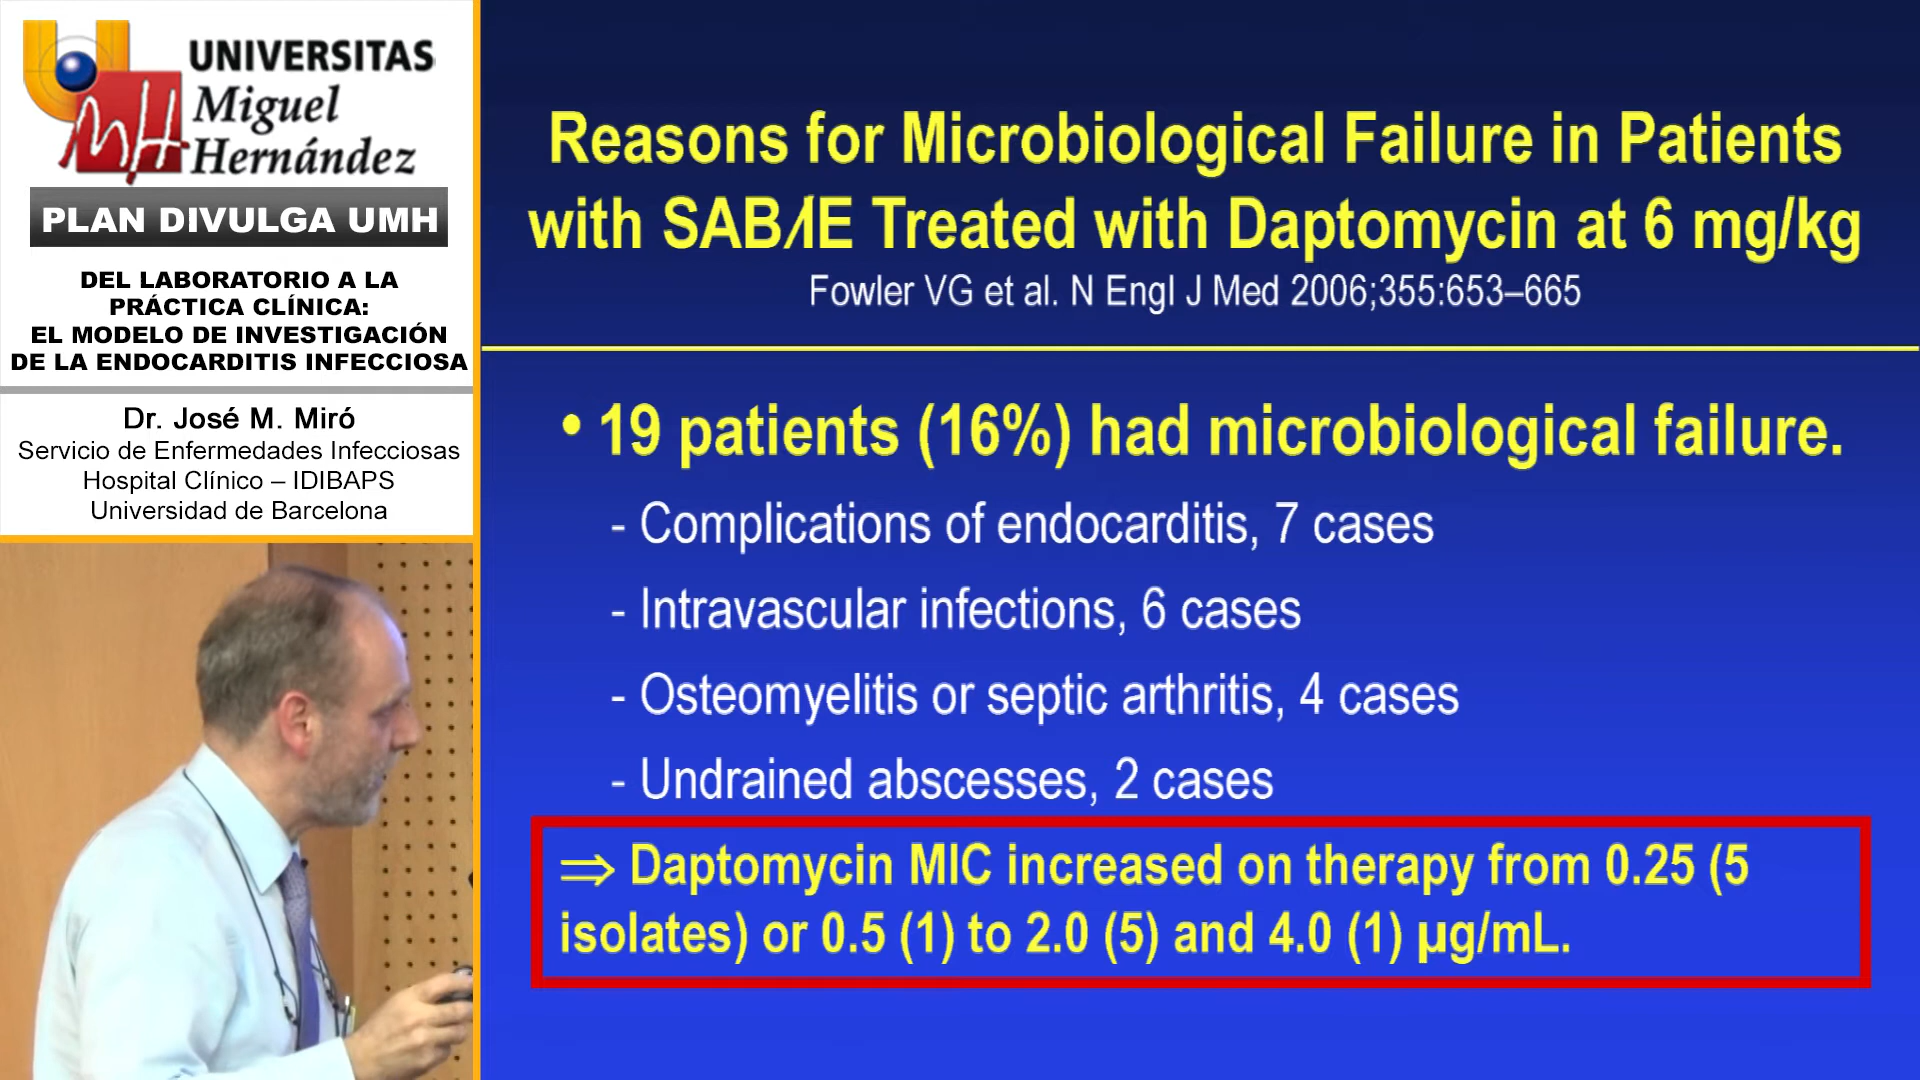 UNIVERSITAS
Miguel
Hernández
PLAN DIVULGA UMH
DEL LABORATORIO A LA
PRÁCTICA CLÍNICA:
EL MODELO DE INVESTIGACIÓN
DE LA ENDOCARDITIS INFECCIOSA
Dr. José M. Miró
Servicio de Enfermedades Infecciosas
Hospital Clínico – IDIBAPS
Universidad de Barcelona
Reasons for Microbiological Failure in Patients
with SAB/IE Treated with Daptomycin at 6 mg/kg
Fowler VG et al. N Engl J Med 2006;355:653–665
• 19 patients (16%) had microbiological failure.
- Complications of endocarditis, 7 cases
- Intravascular infections, 6 cases
- Osteomyelitis or septic arthritis, 4 cases
- Undrained abscesses, 2 cases
⇒ Daptomycin MIC increased on therapy from 0.25 (5
isolates) or 0.5 (1) to 2.0 (5) and 4.0 (1) µg/mL.